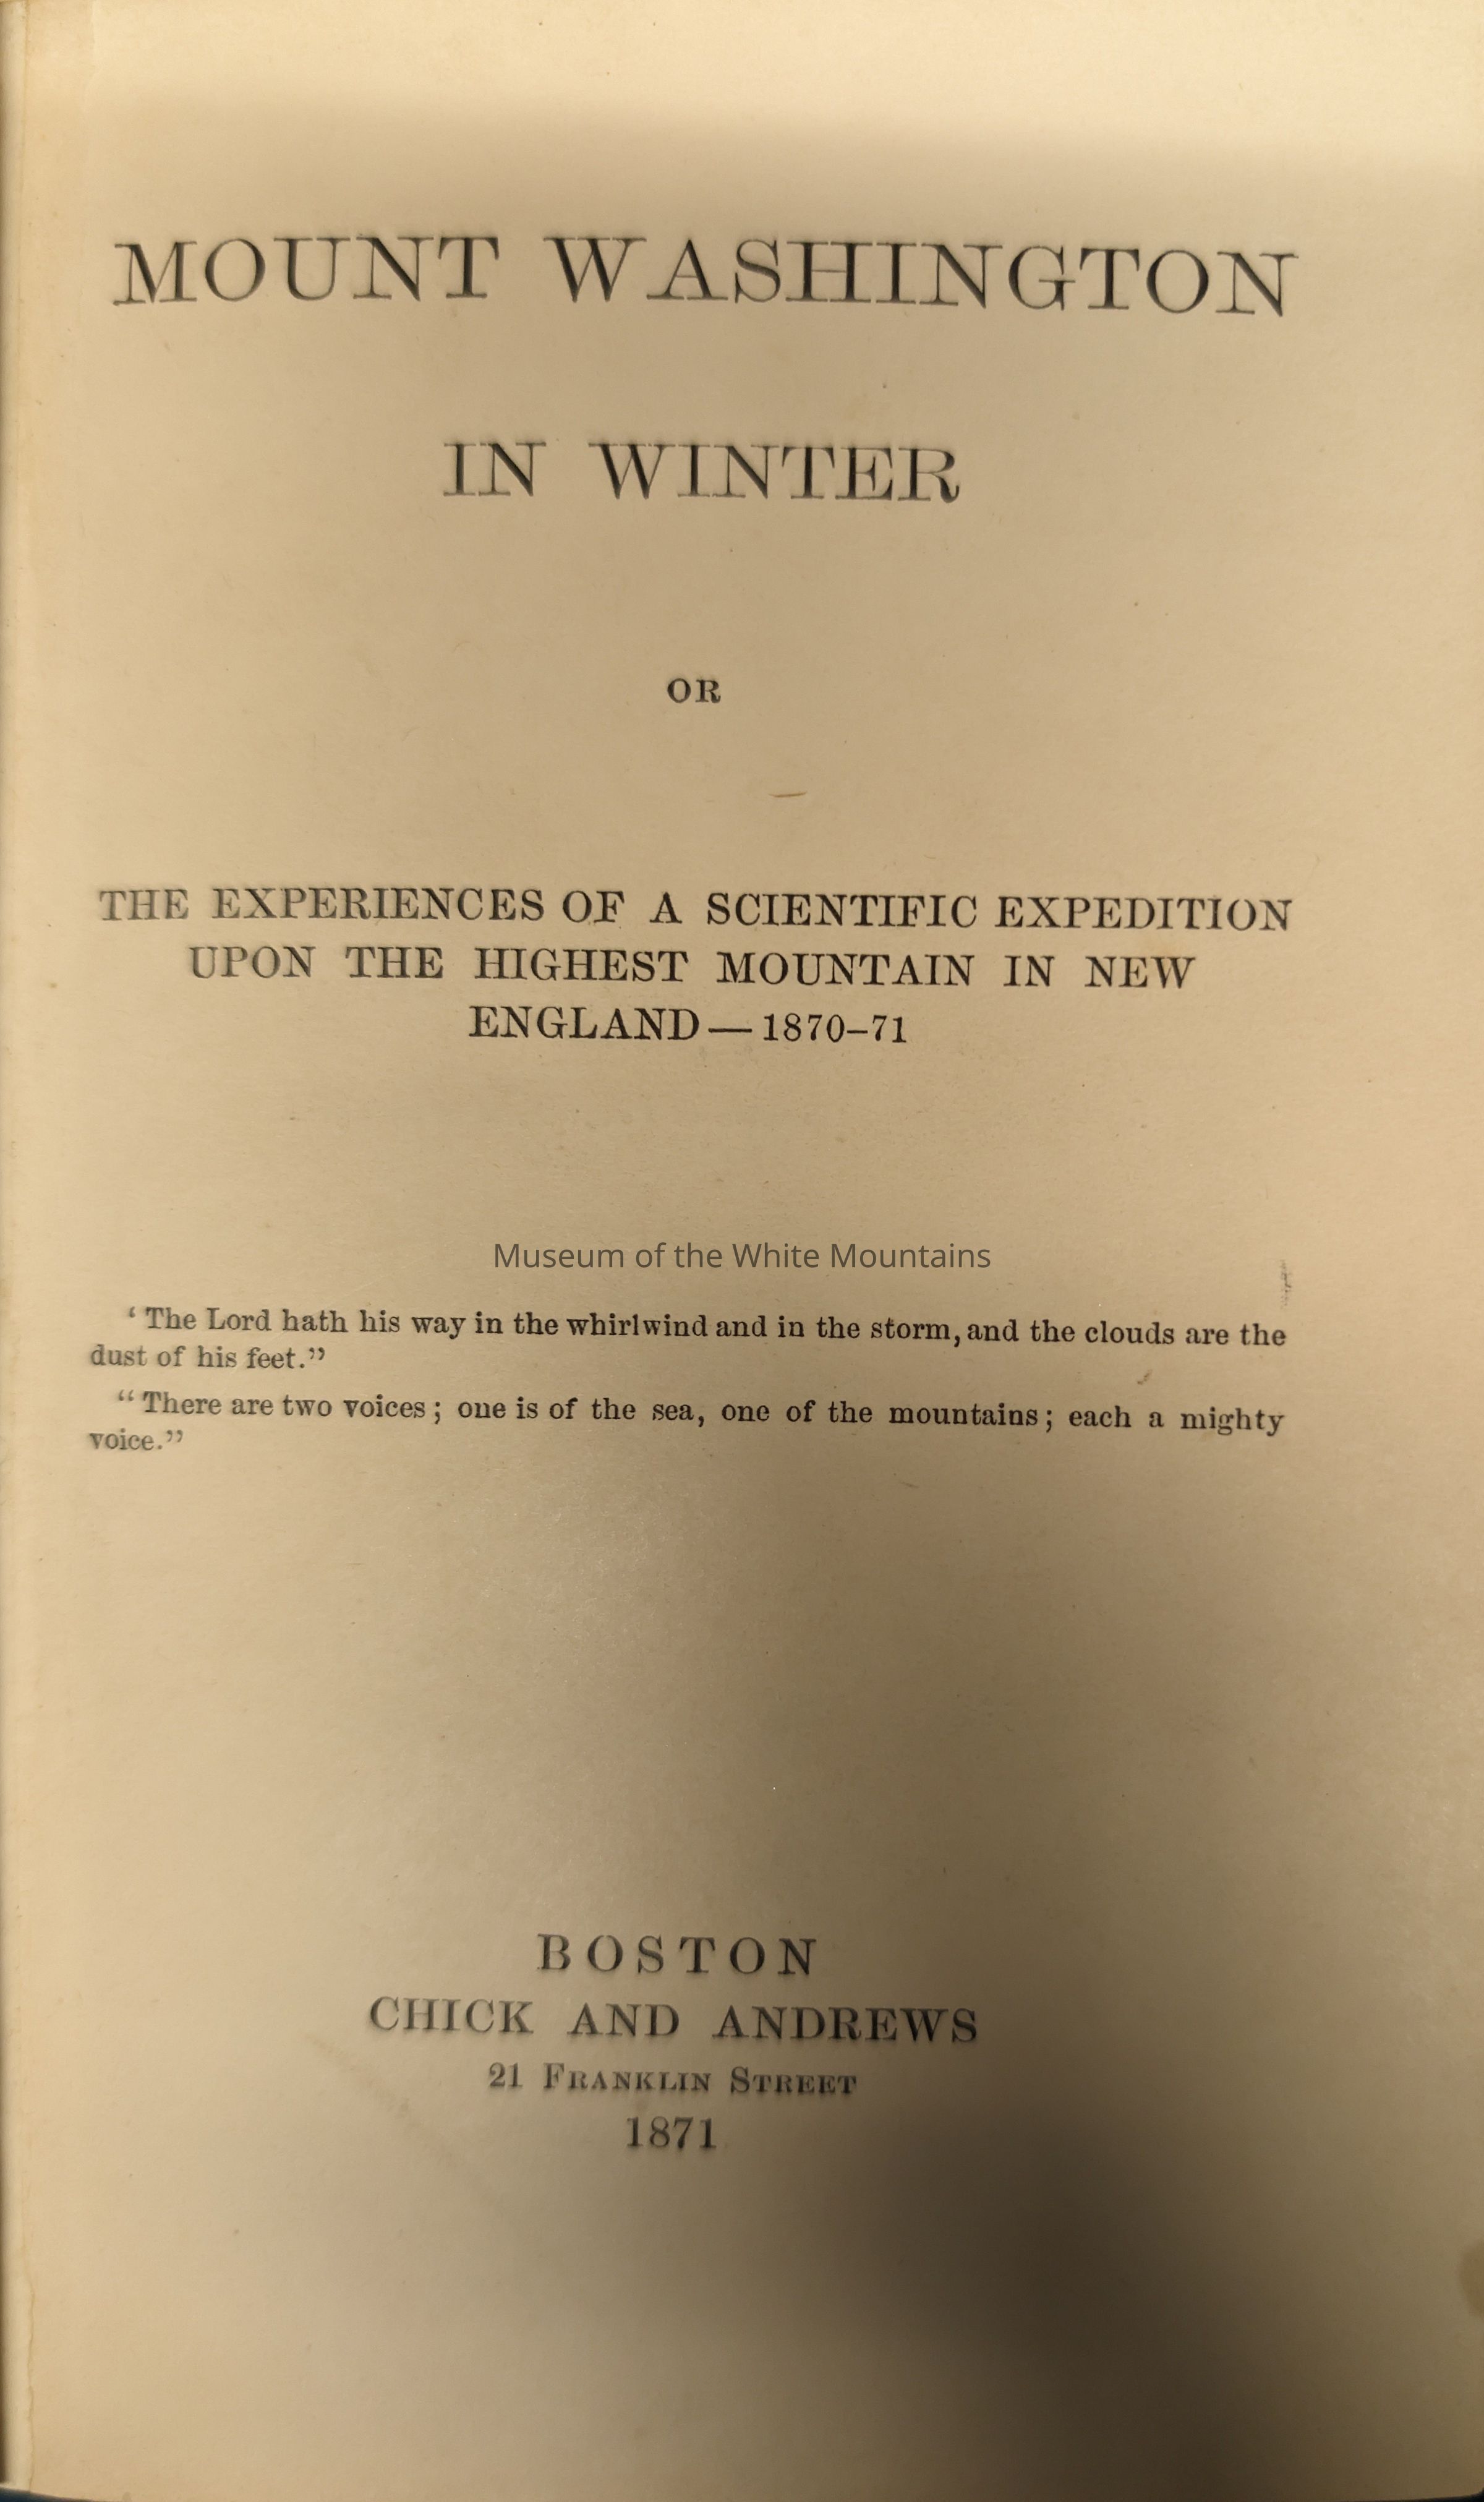 MOUNT WASHINGTON
IN WINTER
OR
THE EXPERIENCES OF A SCIENTIFIC EXPEDITION
UPON THE HIGHEST MOUNTAIN IN NEW
ENGLAND — 1870–71
Museum of the White Mountains
‘ The Lord hath his way in the whirlwind and in the storm, and the clouds are the
dust of his feet.”
“ There are two voices ; one is of the sea, one of the mountains ; each a mighty
voice.”
BOSTON
CHICK AND ANDREWS
21 FRANKLIN STREET
1871